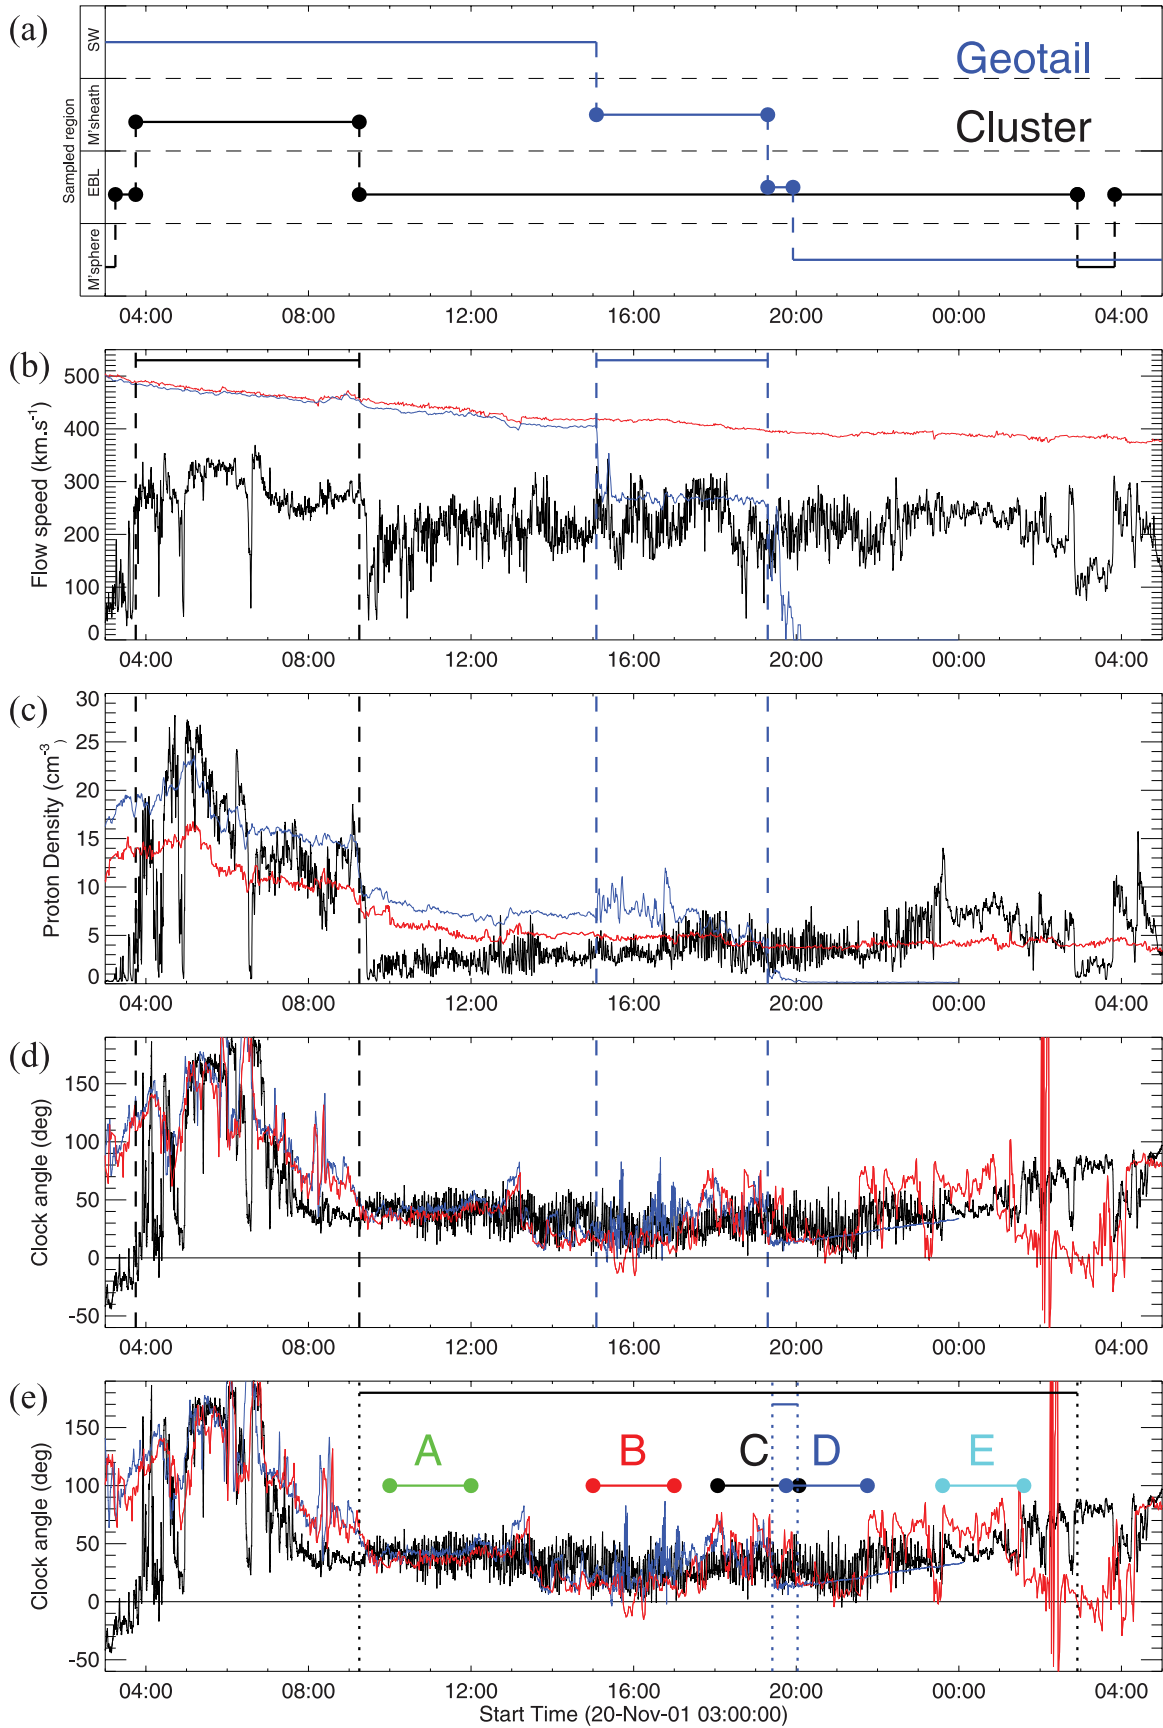 (a)
Sampled region
SW
M'sheath
EBL
M'sphere
Geotail
Cluster
04:00 08:00 12:00 16:00 20:00 00:00 04:00
(b)
Flow speed (km.s-1)
500
400
300
200
100
0
04:00 08:00 12:00 16:00 20:00 00:00 04:00
(c)
Proton Density (cm-3)
30
25
20
15
10
5
0
04:00 08:00 12:00 16:00 20:00 00:00 04:00
(d)
Clock angle (deg)
150
100
50
0
-50
04:00 08:00 12:00 16:00 20:00 00:00 04:00
(e)
Clock angle (deg)
150
100
50
0
-50
A B C D E
04:00 08:00 12:00 16:00 20:00 00:00 04:00
Start Time (20-Nov-01 03:00:00)